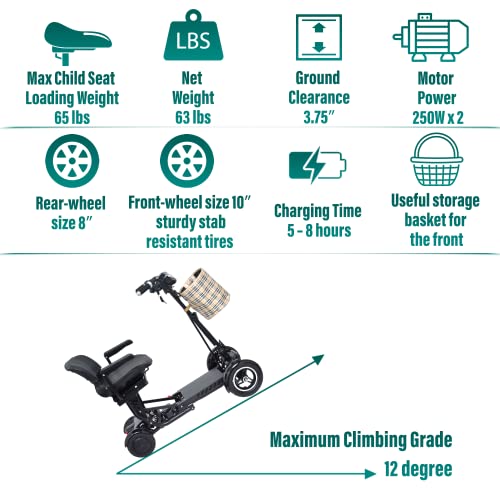 LBS
Max Child Seat
Loading Weight
65 lbs
Net
Weight
63 lbs
Ground
Clearance
3.75″
Motor
Power
250W x 2
Rear-wheel
size 8″
Front-wheel size 10″
sturdy stab
resistant tires
Charging Time
5 - 8 hours
Useful storage
basket for
the front
Maximum Climbing Grade
12 degree